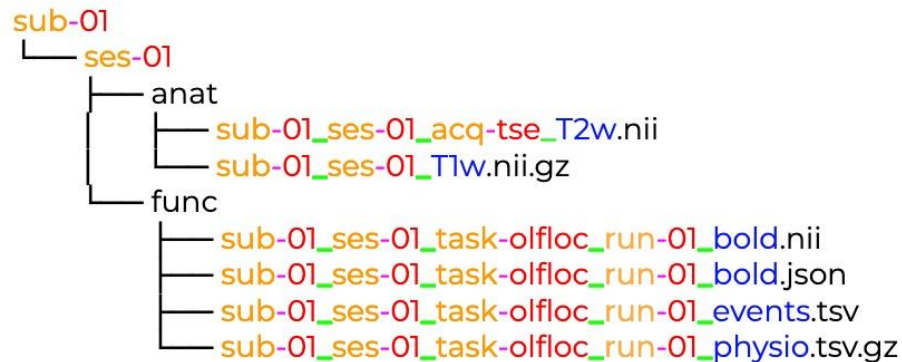 sub-01
ses-01
anat
sub-01_ses-01_acq-tse_T2w.nii
sub-01_ses-01_T1w.nii.gz
func
sub-01_ses-01_task-olfloc_run-01_bold.nii
sub-01_ses-01_task-olfloc_run-01_bold.json
sub-01_ses-01_task-olfloc_run-01_events.tsv
sub-01_ses-01_task-olfloc_run-01_physio.tsv.gz